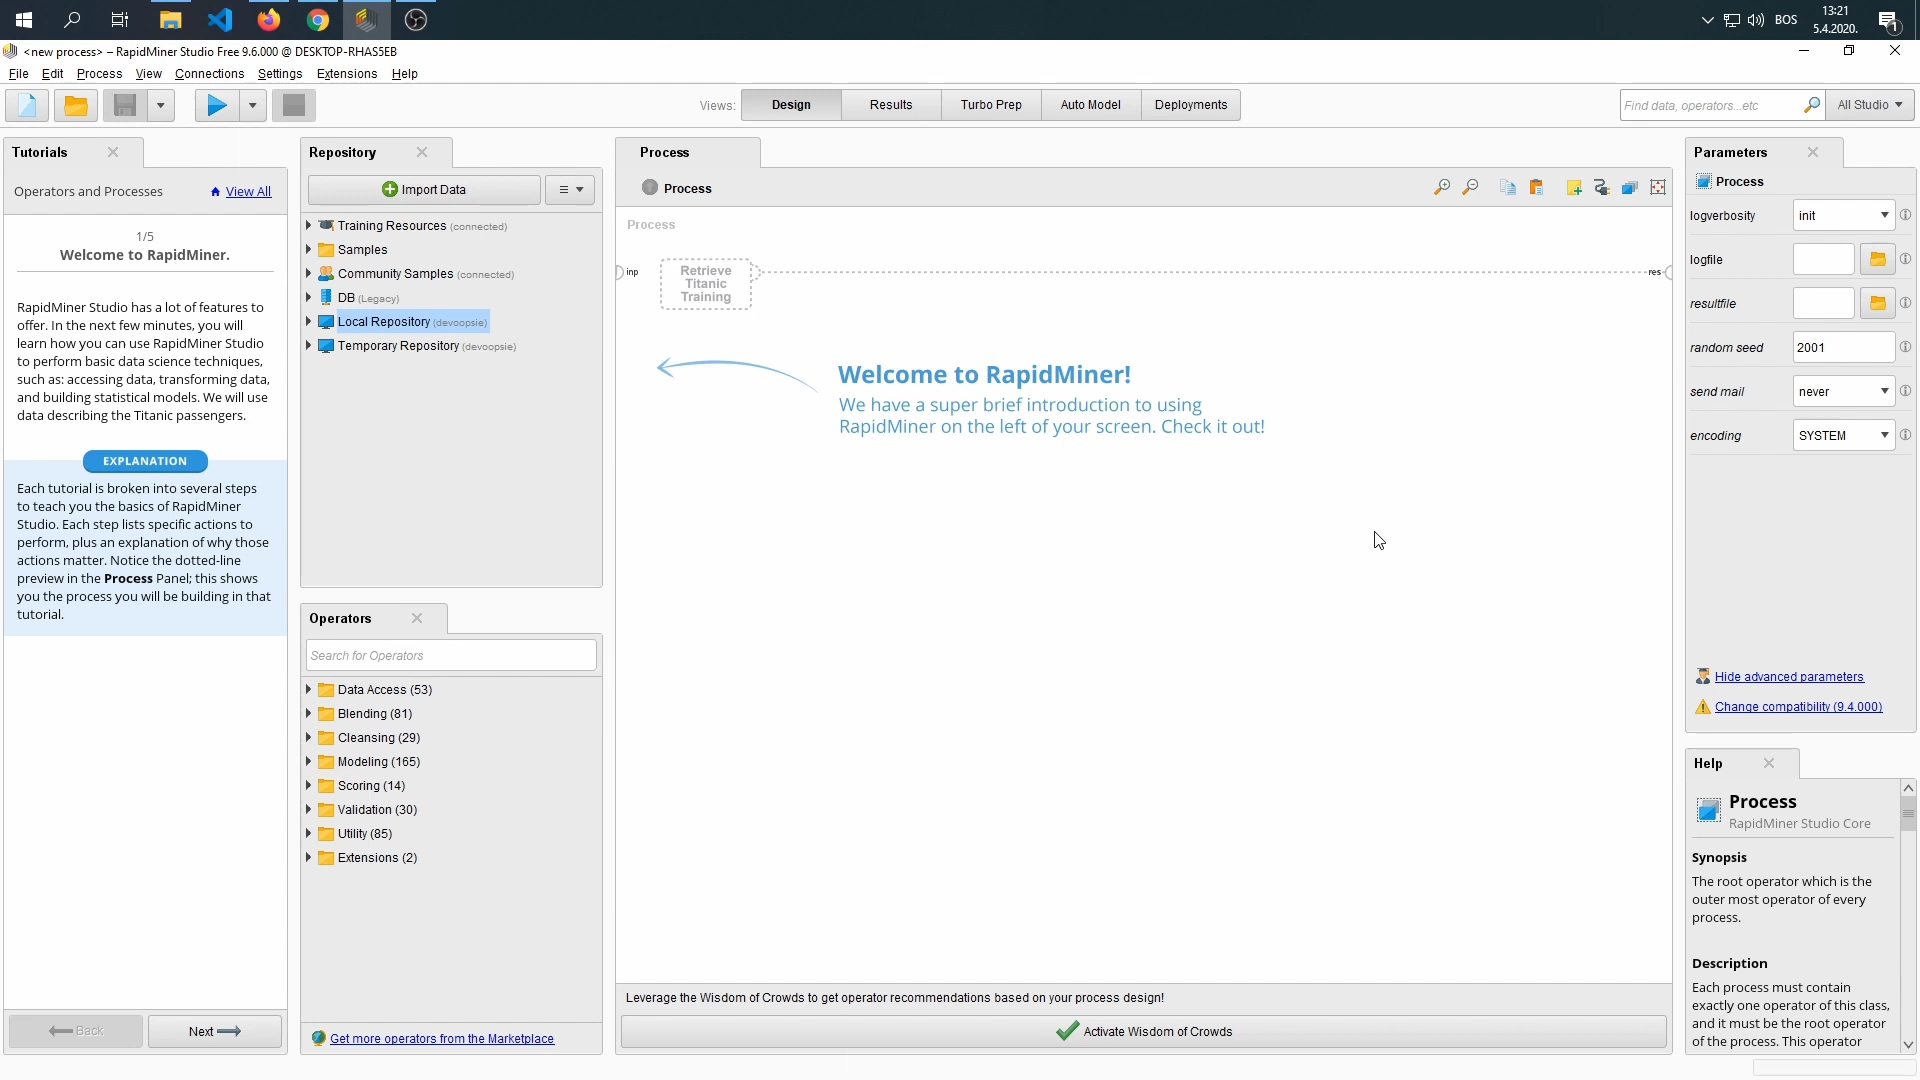 BOS
13:21
5.4.2020.
1
<new process> – RapidMiner Studio Free 9.6.000 @ DESKTOP-RHAS5EB
File Edit Process View Connections Settings Extensions Help
Views: Design Results Turbo Prep Auto Model Deployments
Find data, operators...etc
All Studio
Tutorials
Operators and Processes
View All
1/5
Welcome to RapidMiner.
RapidMiner Studio has a lot of features to
offer. In the next few minutes, you will
learn how you can use RapidMiner Studio
to perform basic data science techniques,
such as: accessing data, transforming data,
and building statistical models. We will use
data describing the Titanic passengers.
EXPLANATION
Each tutorial is broken into several steps
to teach you the basics of RapidMiner
Studio. Each step lists specific actions to
perform, plus an explanation of why those
actions matter. Notice the dotted-line
preview in the Process Panel; this shows
you the process you will be building in that
tutorial.
Back
Next
Repository
Import Data
Training Resources (connected)
Samples
Community Samples (connected)
DB (Legacy)
Local Repository (devoopsie)
Temporary Repository (devoopsie)
Operators
Search for Operators
Data Access (53)
Blending (81)
Cleansing (29)
Modeling (165)
Scoring (14)
Validation (30)
Utility (85)
Extensions (2)
Get more operators from the Marketplace
Process
Process
Process
inp
Retrieve
Titanic
Training
res
Welcome to RapidMiner!
We have a super brief introduction to using
RapidMiner on the left of your screen. Check it out!
Leverage the Wisdom of Crowds to get operator recommendations based on your process design!
Activate Wisdom of Crowds
Parameters
Process
logverbosity init
logfile
resultfile
random seed 2001
send mail never
encoding SYSTEM
Hide advanced parameters
Change compatibility (9.4.000)
Help
Process
RapidMiner Studio Core
Synopsis
The root operator which is the
outer most operator of every
process.
Description
Each process must contain
exactly one operator of this class,
and it must be the root operator
of the process. This operator